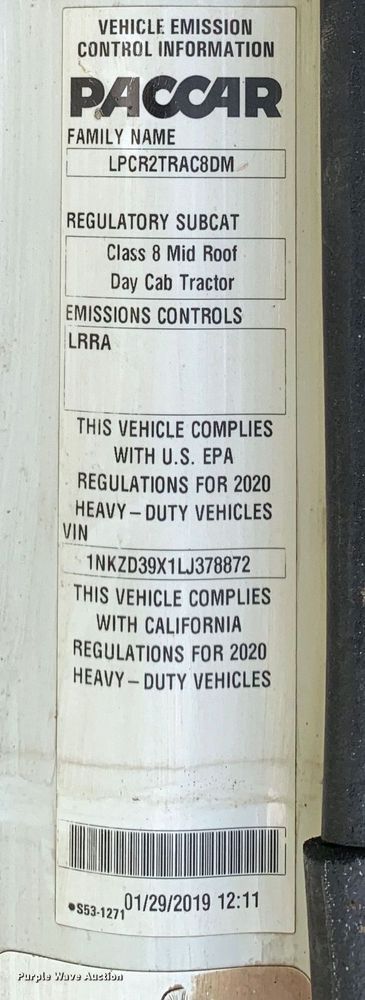 VEHICLE EMISSION
CONTROL INFORMATION
PACCAR
FAMILY NAME
LPCR2TRAC8DM
REGULATORY SUBCAT
Class 8 Mid Roof
Day Cab Tractor
EMISSIONS CONTROLS
LRRA
THIS VEHICLE COMPLIES
WITH U.S. EPA
REGULATIONS FOR 2020
HEAVY–DUTY VEHICLES
VIN
1NKZD39X1LJ378872
THIS VEHICLE COMPLIES
WITH CALIFORNIA
REGULATIONS FOR 2020
HEAVY–DUTY VEHICLES
•S53-1271 01/29/2019 12:11
Purple Wave Auction